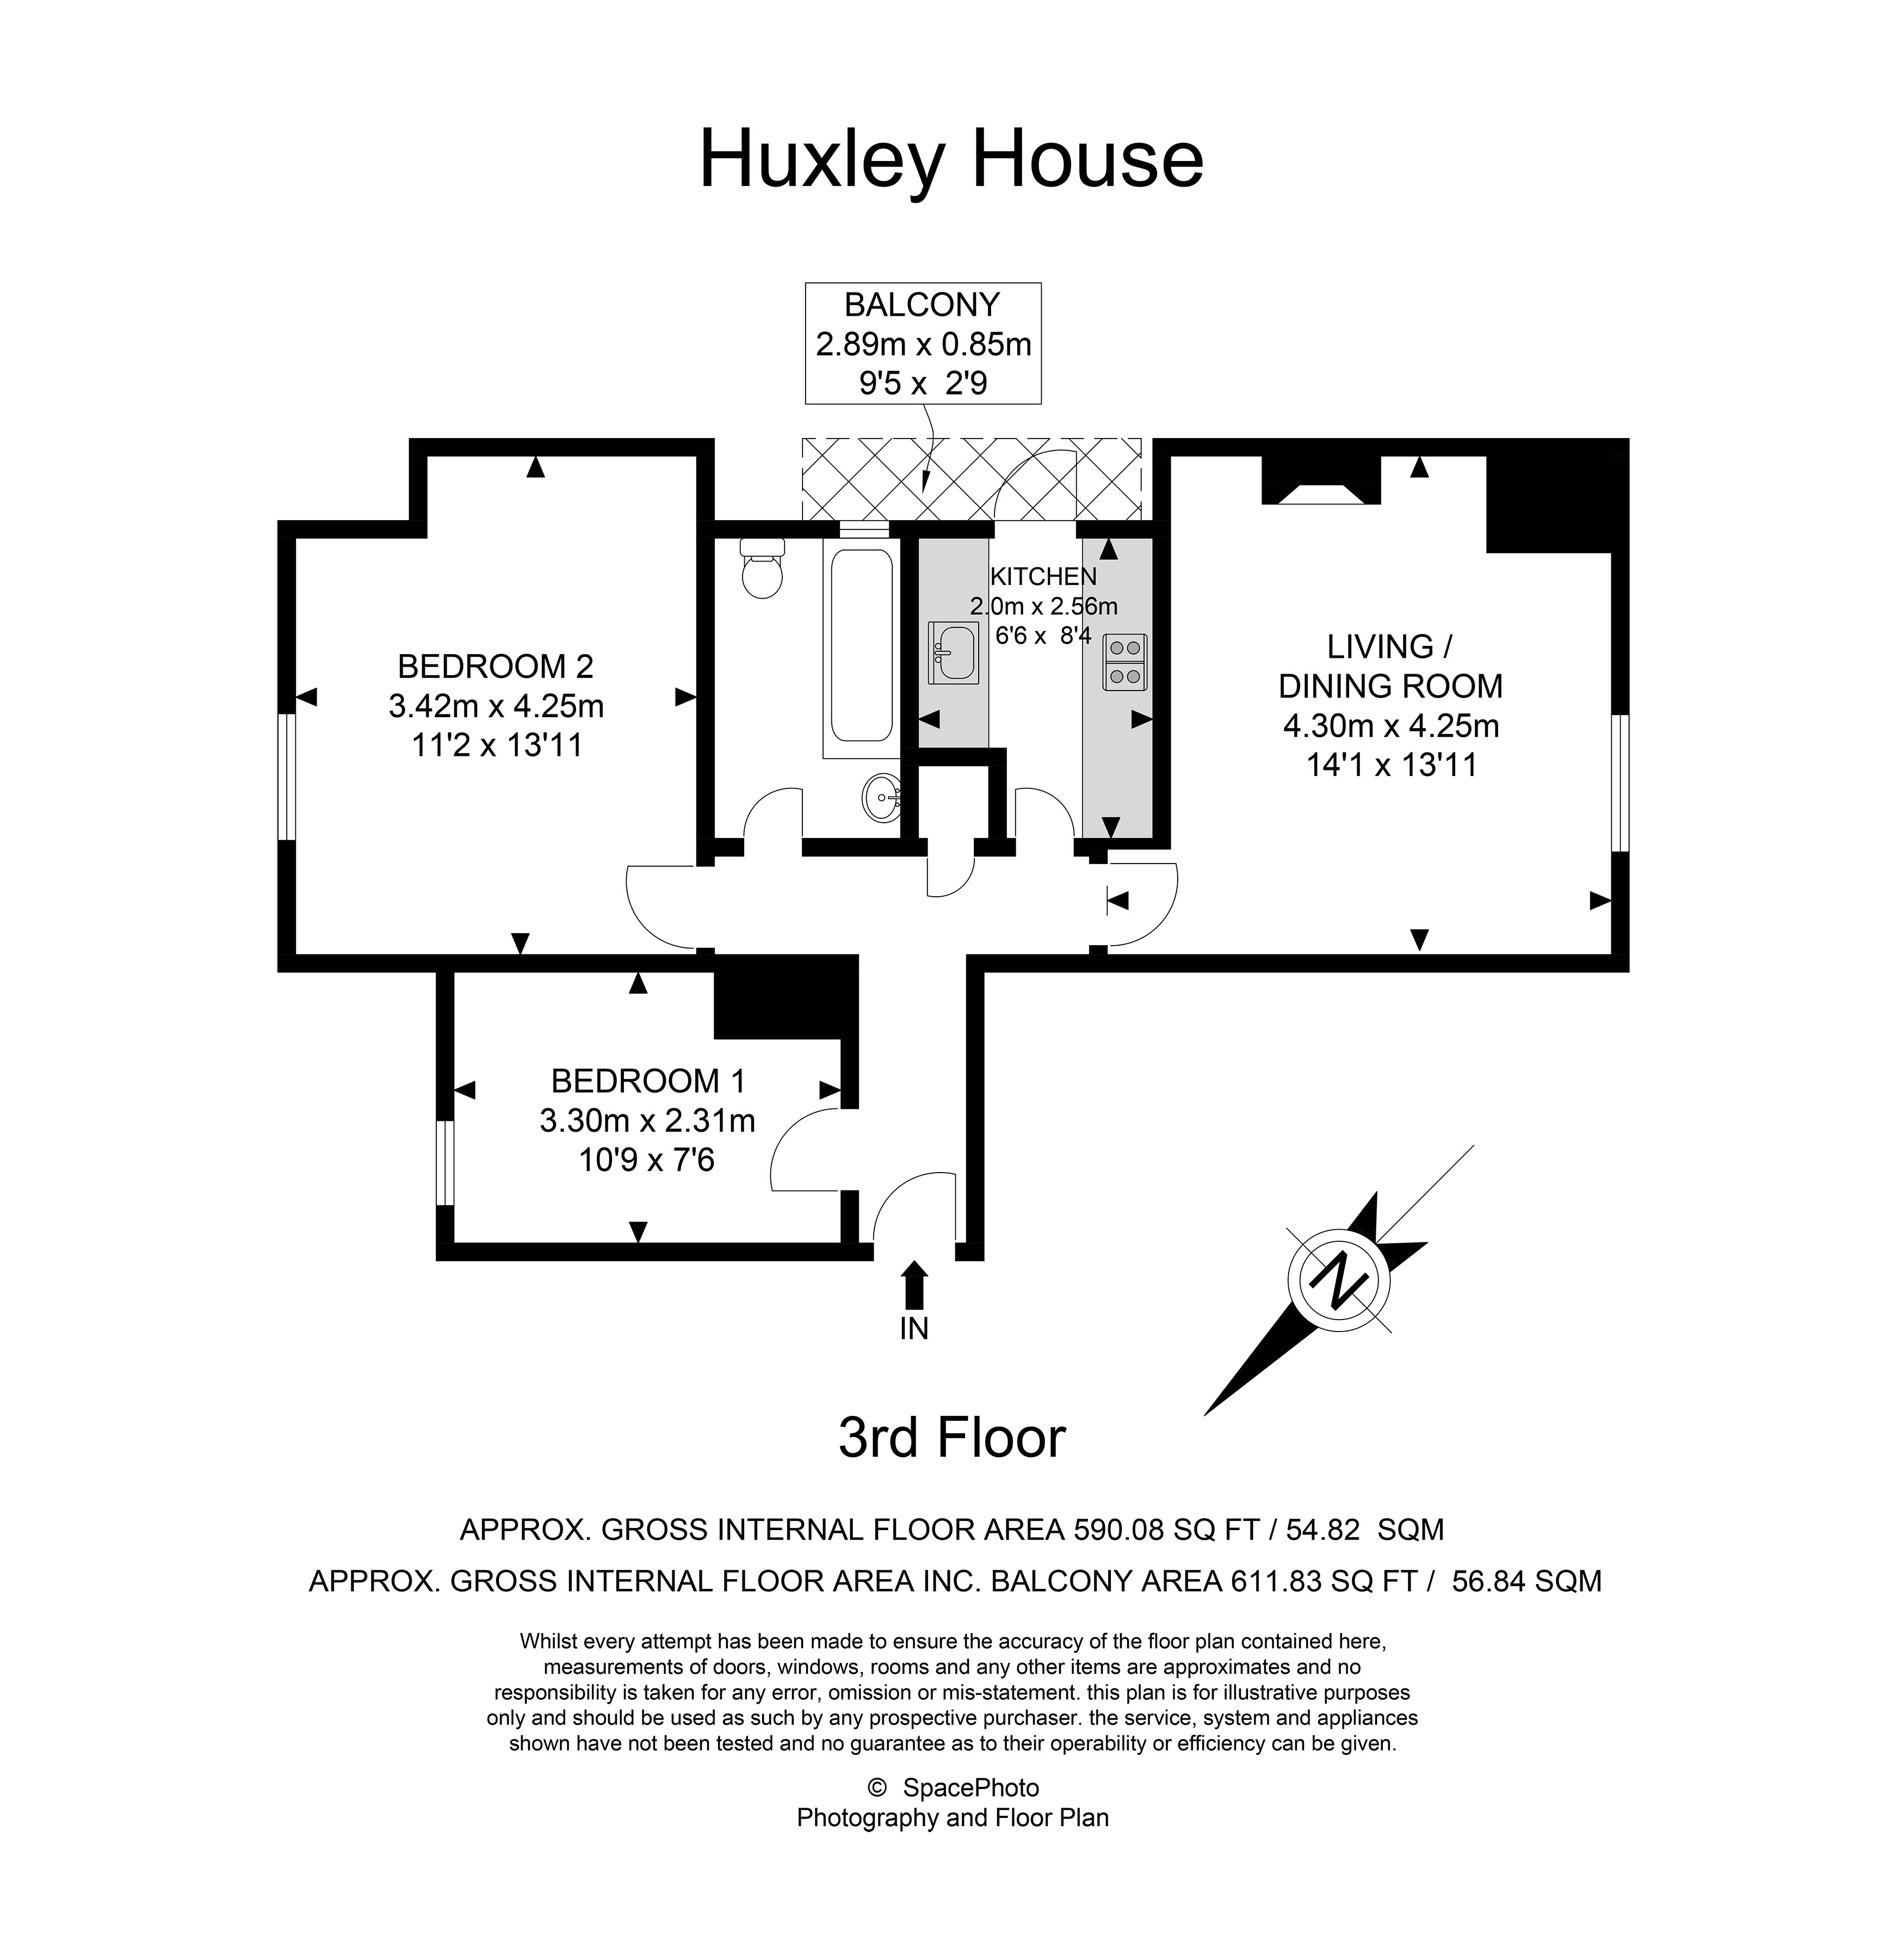 Huxley House
BALCONY
2.89m x 0.85m
9'5 x  2'9
KITCHEN
2.0m x 2.56m
6'6 x  8'4
LIVING /
DINING ROOM
4.30m x 4.25m
14'1 x 13'11
BEDROOM 2
3.42m x 4.25m
11'2 x 13'11
BEDROOM 1
3.30m x 2.31m
10'9 x 7'6
IN
N
3rd Floor
APPROX. GROSS INTERNAL FLOOR AREA 590.08 SQ FT / 54.82  SQM
APPROX. GROSS INTERNAL FLOOR AREA INC. BALCONY AREA 611.83 SQ FT /  56.84 SQM
Whilst every attempt has been made to ensure the accuracy of the floor plan contained here,
measurements of doors, windows, rooms and any other items are approximates and no
responsibility is taken for any error, omission or mis-statement. this plan is for illustrative purposes
only and should be used as such by any prospective purchaser. the service, system and appliances
shown have not been tested and no guarantee as to their operability or efficiency can be given.
©  SpacePhoto
Photography and Floor Plan